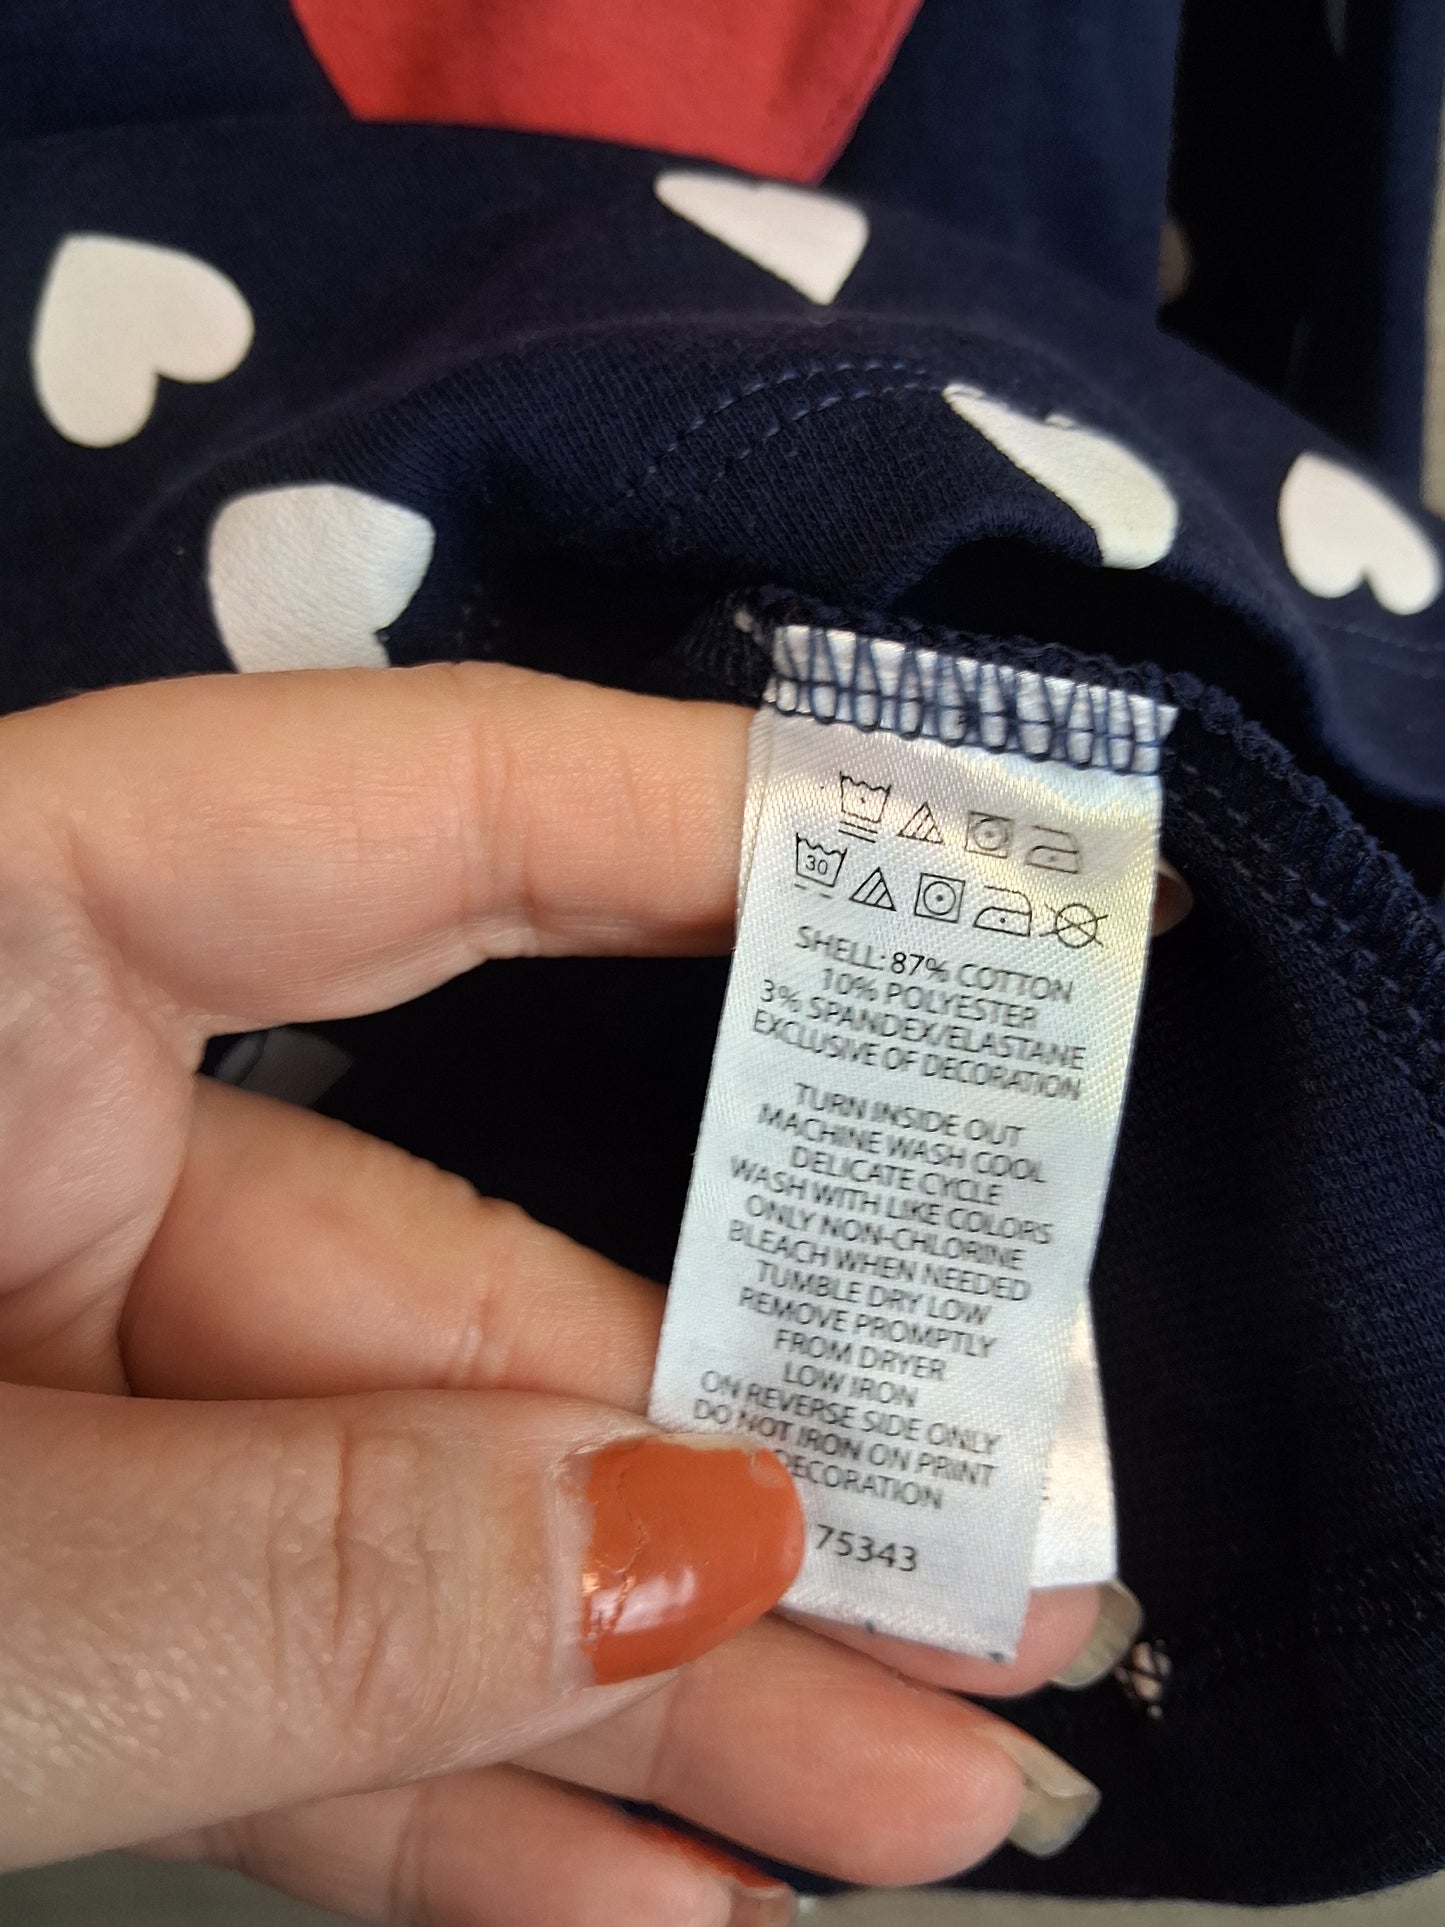 30
SHELL: 87% COTTON
10% POLYESTER
3% SPANDEX/ELASTANE
EXCLUSIVE OF DECORATION
TURN INSIDE OUT
MACHINE WASH COOL
DELICATE CYCLE
WASH WITH LIKE COLORS
ONLY NON-CHLORINE
BLEACH WHEN NEEDED
TUMBLE DRY LOW
REMOVE PROMPTLY
FROM DRYER
LOW IRON
ON REVERSE SIDE ONLY
DO NOT IRON ON PRINT
DECORATION
75343